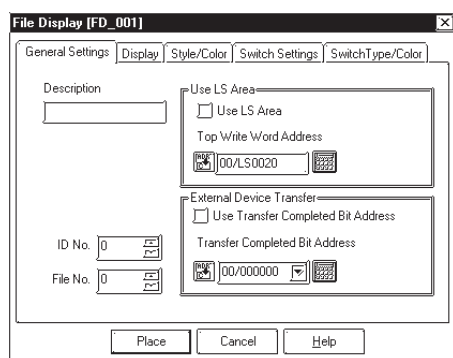 File Display [FD_001]
General Settings Display Style/Color Switch Settings SwitchType/Color
Description
Use LS Area
Use LS Area
Top Write Word Address
00/LS0020
External Device Transfer
Use Transfer Completed Bit Address
Transfer Completed Bit Address
00/000000
ID No. 0
File No. 0
Place Cancel Help